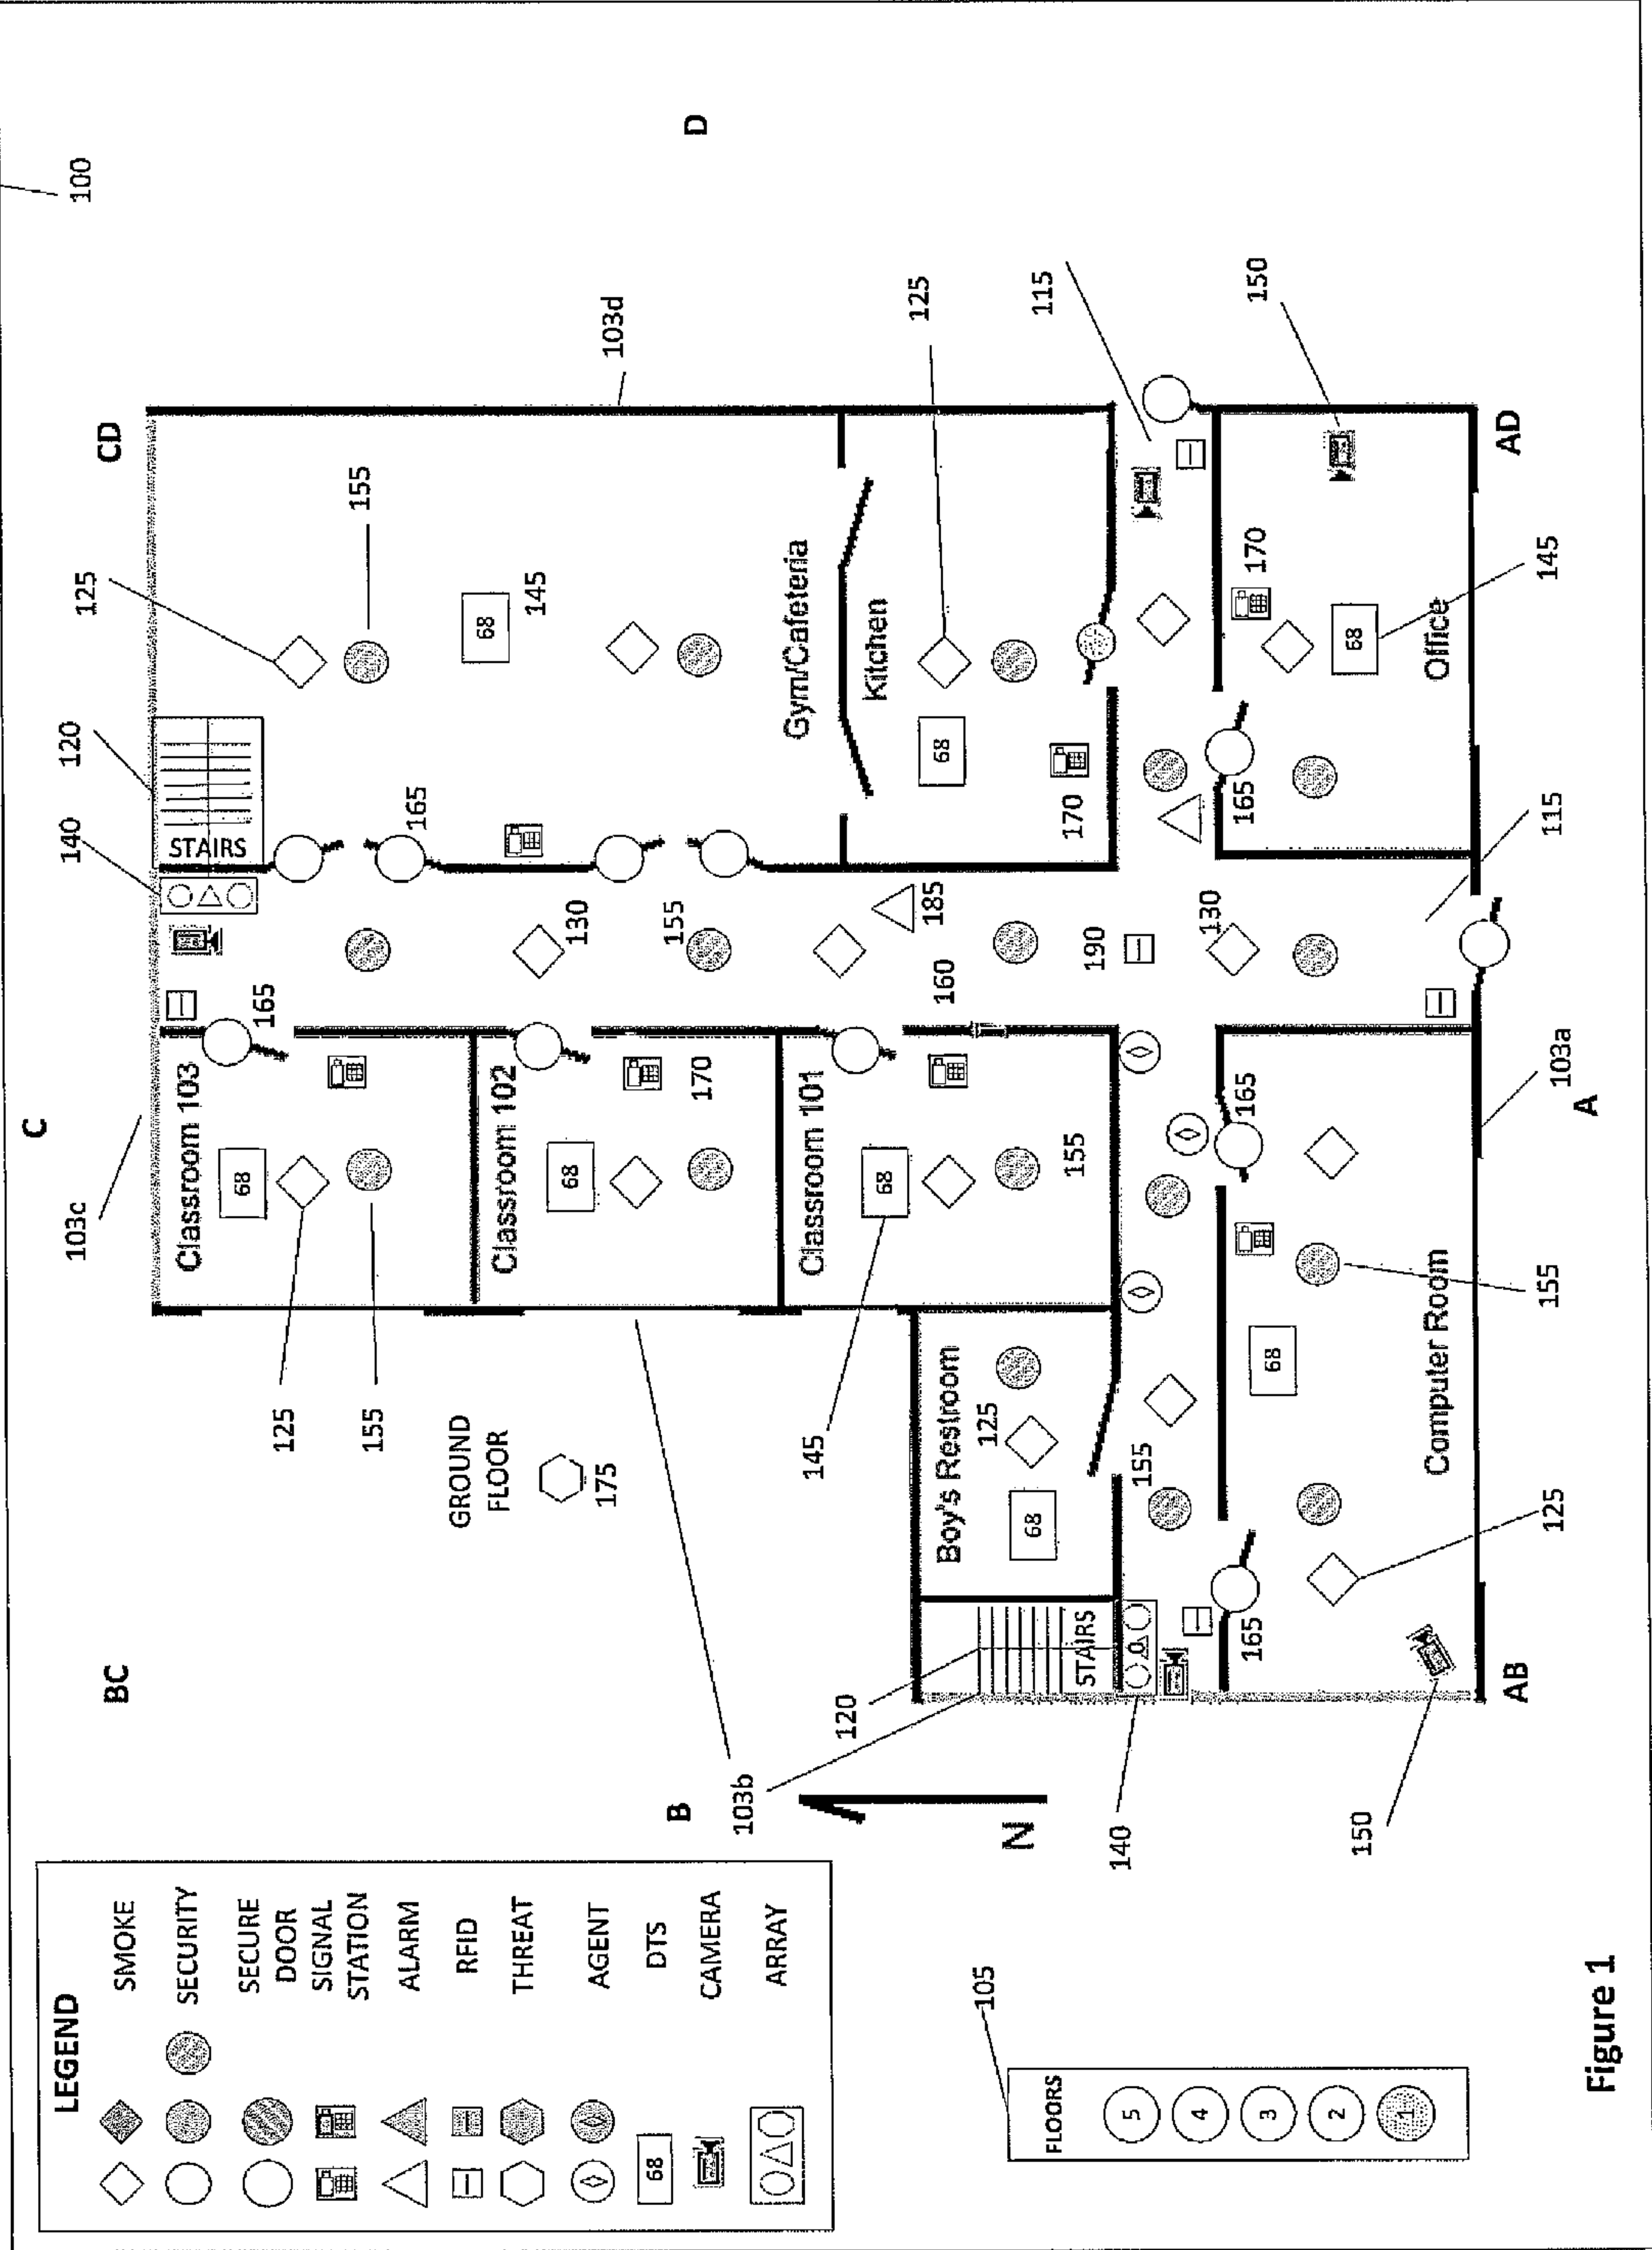 LEGEND
SMOKE
SECURITY
SECURE
DOOR
SIGNAL
STATION
ALARM
RFID
THREAT
AGENT
68
DTS
CAMERA
ARRAY
FLOORS
5
4
3
2
1
105
Figure 1
C
BC
103c
140
120
125
CD
100
165
STAIRS
155
Classroom 103
68
125
155
GROUND
FLOOR
175
165
130
68
145
103d
Classroom 102
68
170
155
B
103b
D
Classroom 101
68
145
155
185
160
Gym/Cafeteria
Kitchen
68
125
170
Boy's Restroom
125
68
120
STAIRS
N
140
155
190
115
130
165
165
165
170
150
68
68
145
Office
Computer Room
155
125
150
115
AB
A
103a
AD